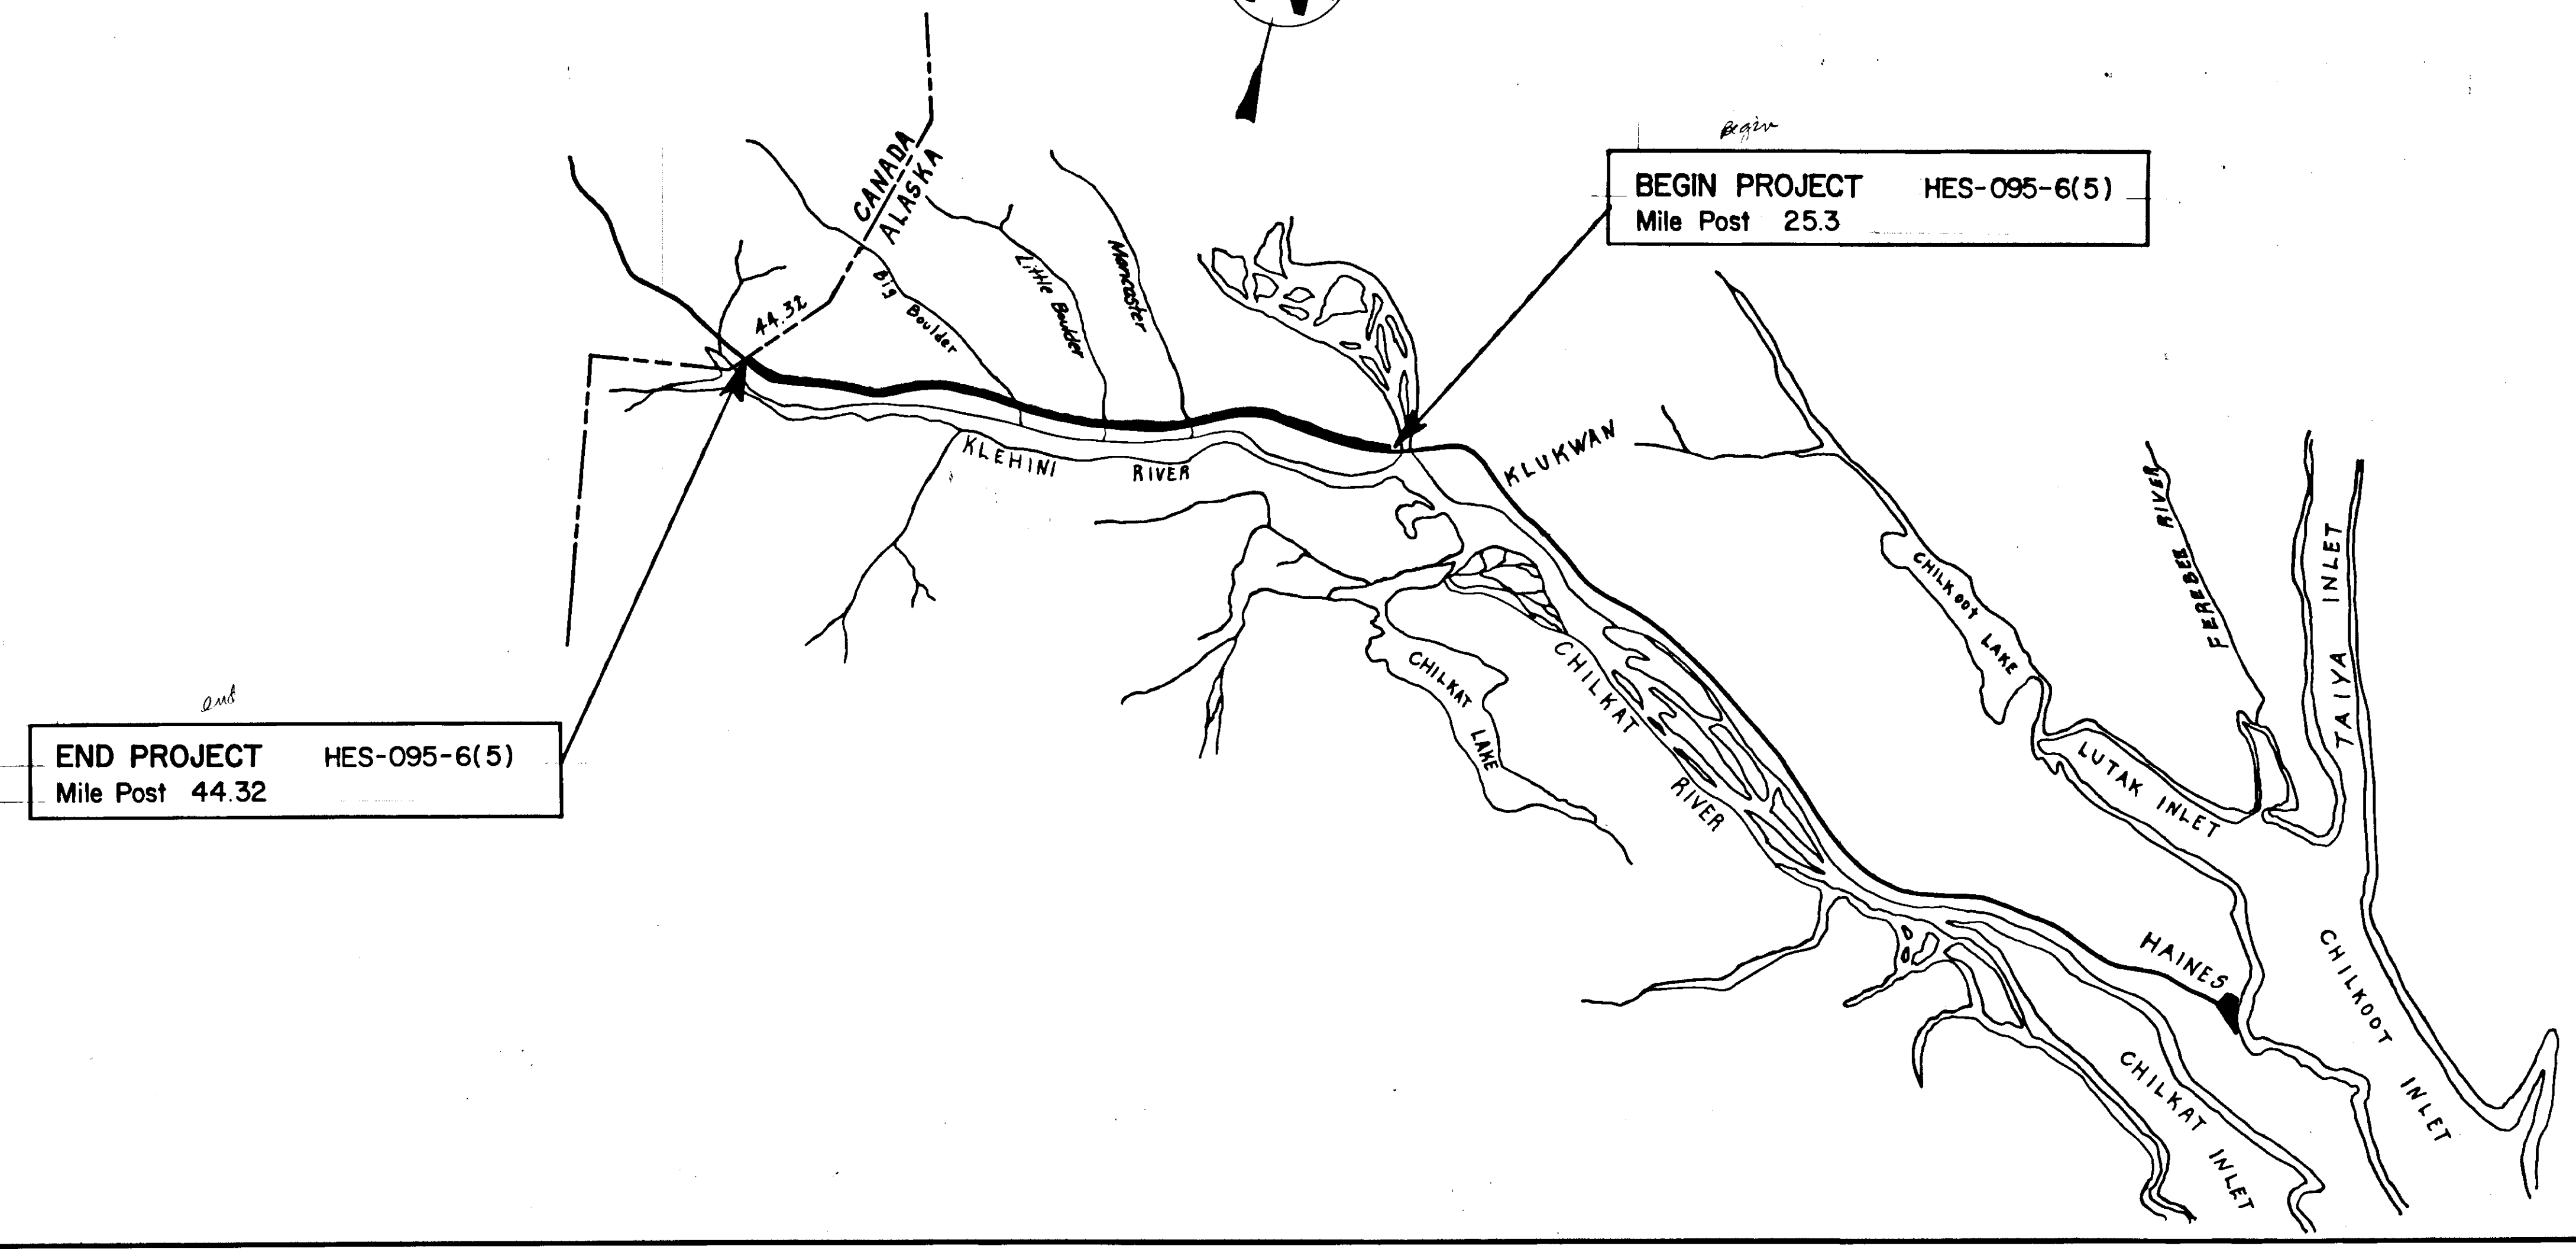 N
Begin
BEGIN PROJECT HES-095-6(5)
Mile Post 25.3
CANADA
ALASKA
44.32
Big Boulder
Little Boulder
Moncaster
KLEHINI RIVER
KLUKWAN
CHILKAT LAKE
CHILKAT RIVER
CHILKOOT LAKE
FEREBEE RIVER
TAIYA INLET
LUTAK INLET
end
END PROJECT HES-095-6(5)
Mile Post 44.32
HAINES
CHILKOOT INLET
CHILKAT INLET